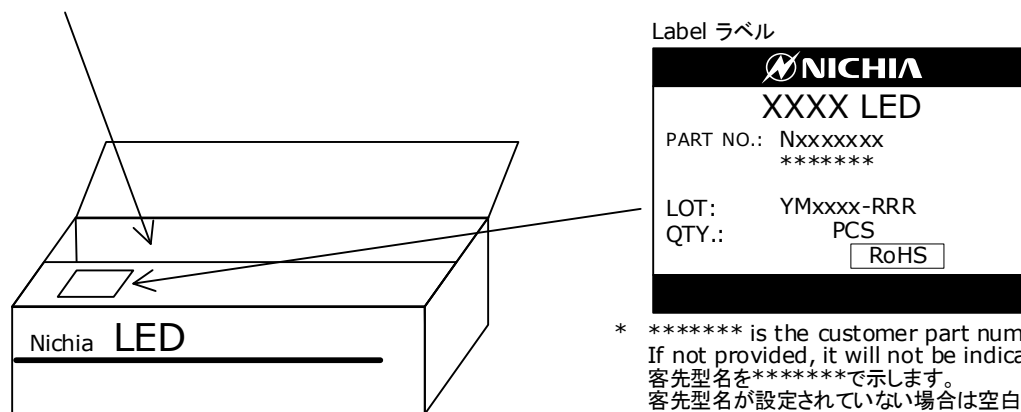 Label ラベル
NICHIA
XXXX LED
PART NO.: Nxxxxxxx
*******
LOT: YMxxxx-RRR
QTY.: PCS
RoHS
Nichia LED
* ******* is the customer part num
If not provided, it will not be indica
客先型名を*******で示します。
客先型名が設定されていない場合は空白